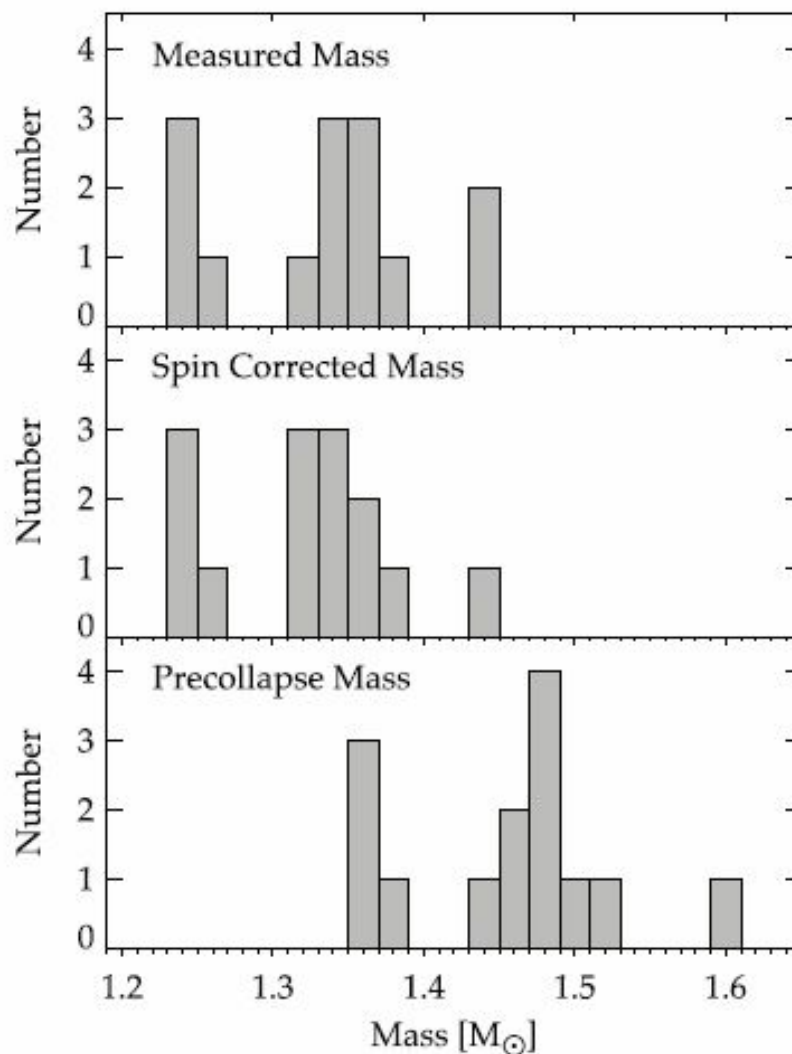 4
Measured Mass
3
2
1
0
Number
4
Spin Corrected Mass
3
2
1
0
Number
4
Precollapse Mass
3
2
1
0
Number
1.2 1.3 1.4 1.5 1.6
Mass [M☉]